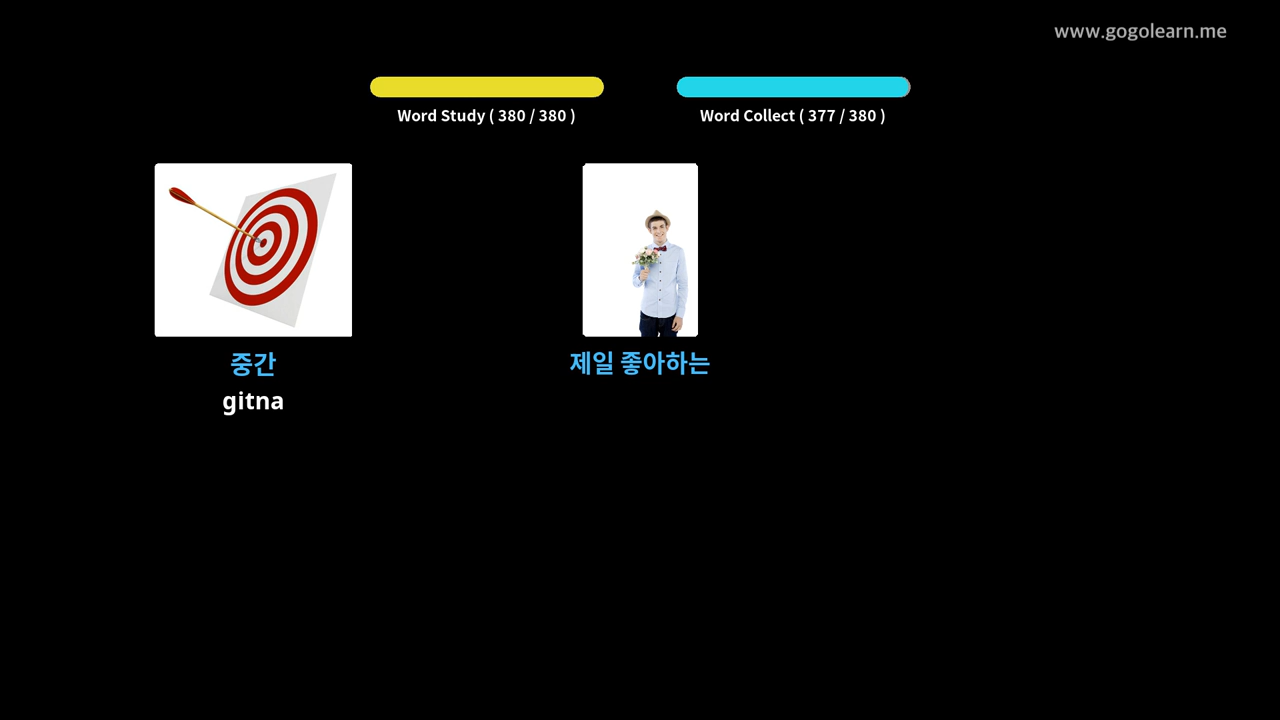 www.gogolearn.me
Word Study ( 380 / 380 )
Word Collect ( 377 / 380 )
중간
gitna
제일 좋아하는